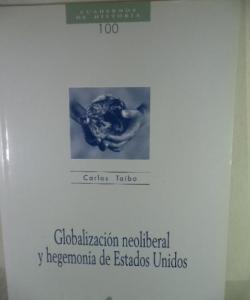 CUADERNOS
DE HISTORIA
100
Carlos Taibo
Globalización neoliberal
y hegemonía de Estados Unidos